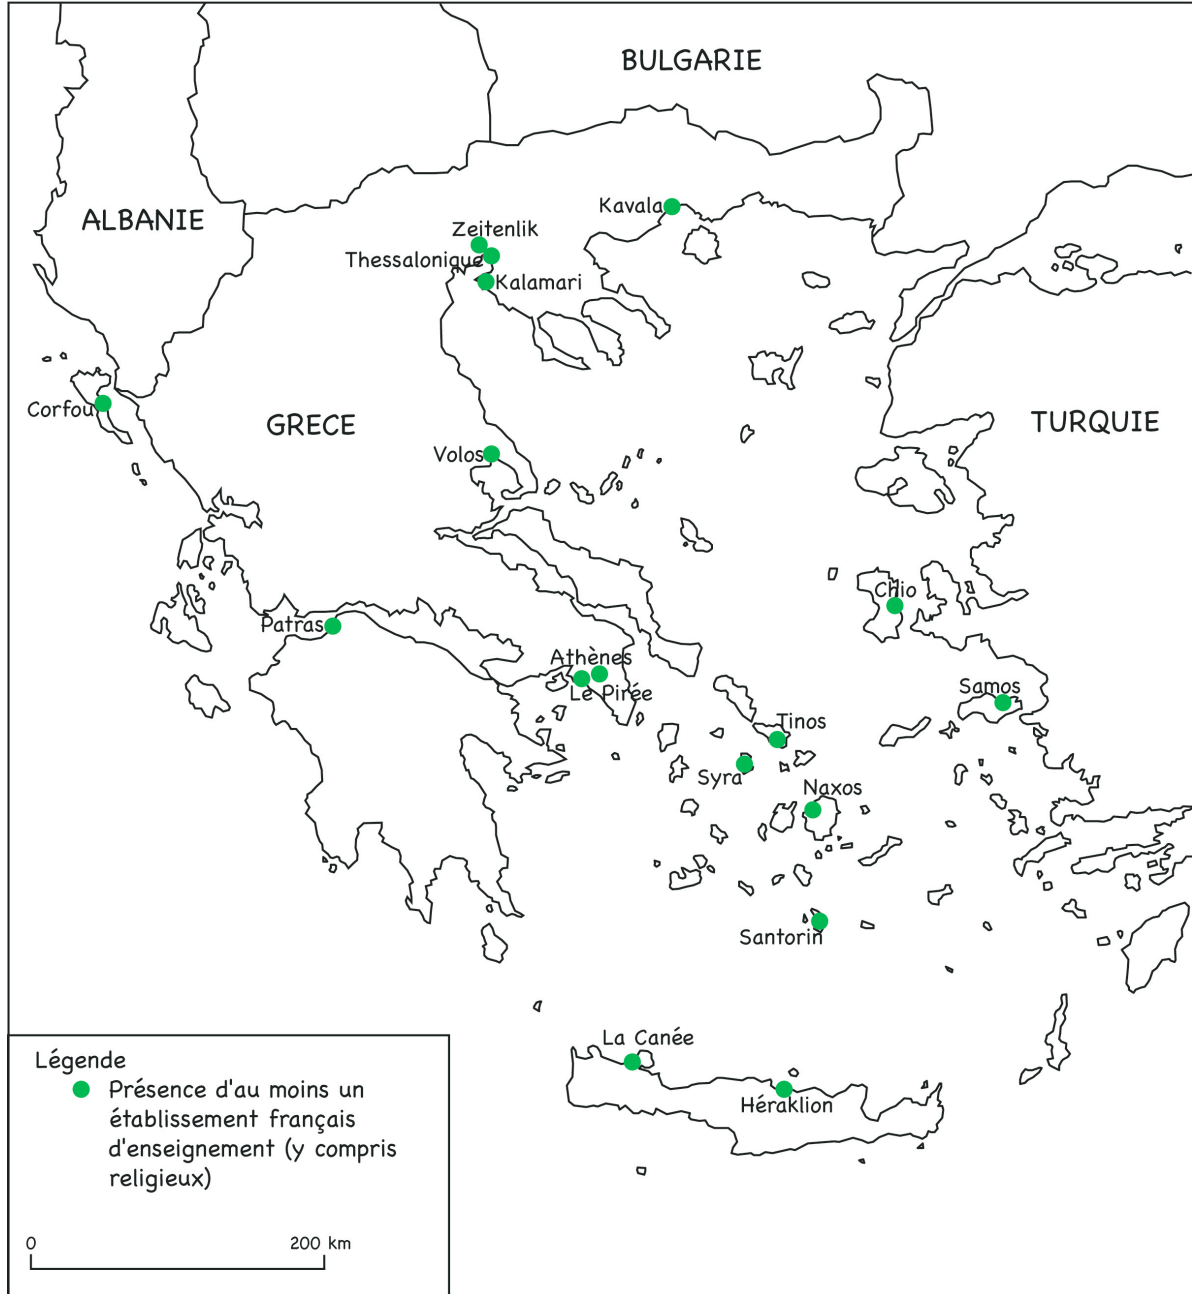 BULGARIE
ALBANIE
Kavala
Zeitenlik
Thessalonique
Kalamari
Corfou
GRECE
TURQUIE
Volos
Chio
Patras
Athènes
Le Pirée
Samos
Tinos
Syra
Naxos
Santorin
La Canée
Héraklion
Légende
Présence d'au moins un
établissement français
d'enseignement (y compris
religieux)
0 200 km